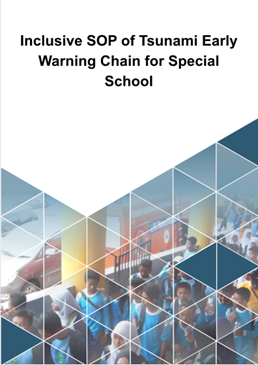 Inclusive SOP of Tsunami Early
Warning Chain for Special
School